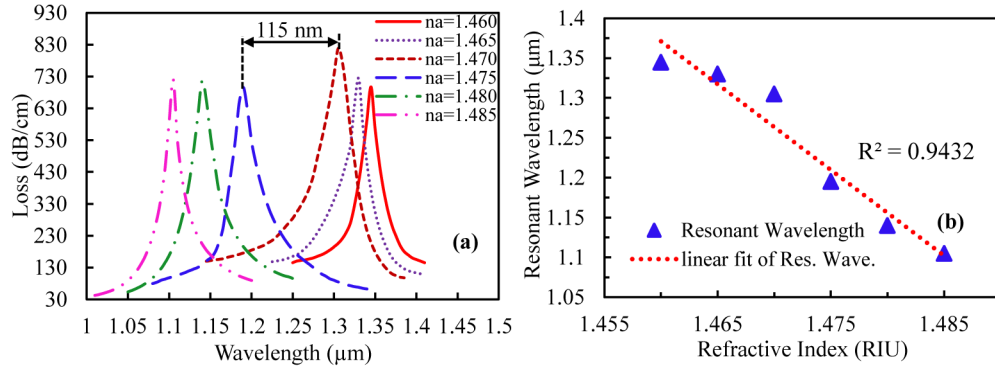 930
830
730
630
530
430
330
230
130
30
Loss (dB/cm)
115 nm
na=1.460
na=1.465
na=1.470
na=1.475
na=1.480
na=1.485
(a)
1 1.05 1.1 1.15 1.2 1.25 1.3 1.35 1.4 1.45 1.5
Wavelength (µm)
1.4
1.35
1.3
1.25
1.2
1.15
1.1
1.05
Resonant Wavelength (µm)
R² = 0.9432
(b)
Resonant Wavelength
linear fit of Res. Wave.
1.455 1.465 1.475 1.485
Refractive Index (RIU)